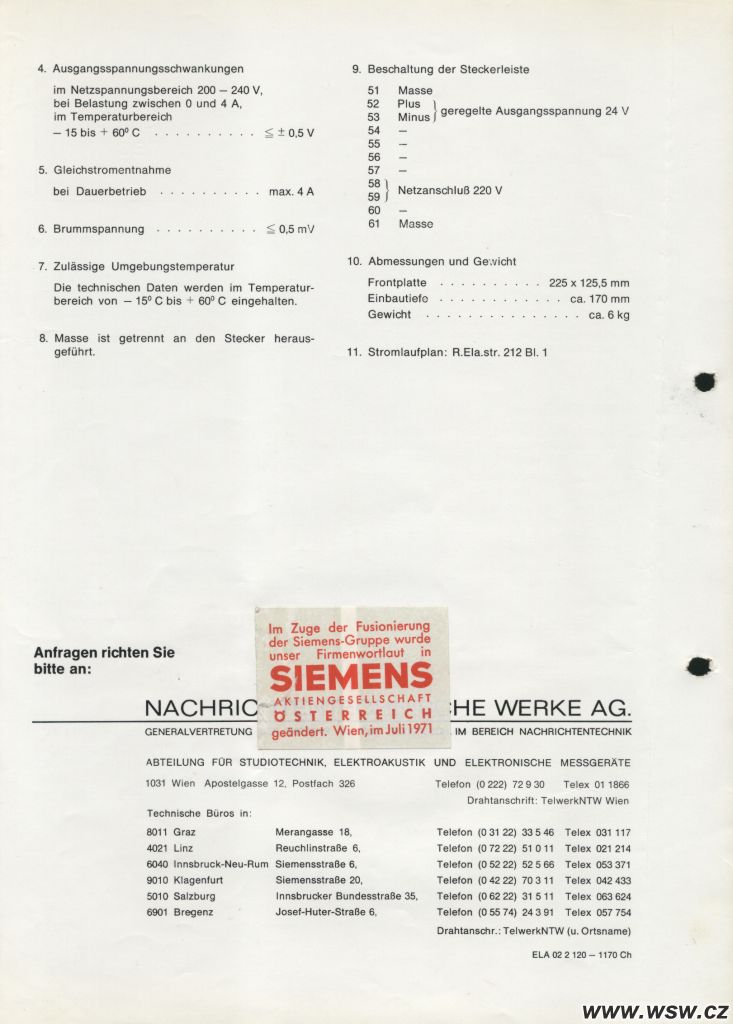 4. Ausgangsspannungsschwankungen
im Netzspannungsbereich 200 – 240 V,
bei Belastung zwischen 0 und 4 A,
im Temperaturbereich
– 15 bis + 60⁰ C . . . . . . . . . . ≦ ± 0,5 V
5. Gleichstromentnahme
bei Dauerbetrieb . . . . . . . . . . max. 4 A
6. Brummspannung . . . . . . . . . . ≦ 0,5 mV
7. Zulässige Umgebungstemperatur
Die technischen Daten werden im Temperatur-
bereich von – 15⁰ C bis + 60⁰ C eingehalten.
8. Masse ist getrennt an den Stecker heraus-
geführt.
9. Beschaltung der Steckerleiste
51 Masse
52 Plus
geregelte Ausgangsspannung 24 V
53 Minus
54 –
55 –
56 –
57 –
58
Netzanschluß 220 V
59
60 –
61 Masse
10. Abmessungen und Gewicht
Frontplatte . . . . . . . . . . 225 x 125,5 mm
Einbautiefe . . . . . . . . . . . . ca. 170 mm
Gewicht . . . . . . . . . . . . . . . ca. 6 kg
11. Stromlaufplan: R.Ela.str. 212 Bl. 1
Anfragen richten Sie
bitte an:
Im Zuge der Fusionierung
der Siemens-Gruppe wurde
unser Firmenwortlaut in
SIEMENS
AKTIENGESELLSCHAFT
ÖSTERREICH
geändert. Wien, im Juli 1971
NACHRIC HE WERKE AG.
GENERALVERTRETUNG IM BEREICH NACHRICHTENTECHNIK
ABTEILUNG FÜR STUDIOTECHNIK, ELEKTROAKUSTIK UND ELEKTRONISCHE MESSGERÄTE
1031 Wien Apostelgasse 12, Postfach 326 Telefon (0 222) 72 9 30 Telex 01 1866
Drahtanschrift: TelwerkNTW Wien
Technische Büros in:
8011 Graz Merangasse 18, Telefon (0 31 22) 33 5 46 Telex 031 117
4021 Linz Reuchlinstraße 6, Telefon (0 72 22) 51 0 11 Telex 021 214
6040 Innsbruck-Neu-Rum Siemensstraße 6, Telefon (0 52 22) 52 5 66 Telex 053 371
9010 Klagenfurt Siemensstraße 20, Telefon (0 42 22) 70 3 11 Telex 042 433
5010 Salzburg Innsbrucker Bundesstraße 35, Telefon (0 62 22) 31 5 11 Telex 063 624
6901 Bregenz Josef-Huter-Straße 6, Telefon (0 55 74) 24 3 91 Telex 057 754
Drahtanschr.: TelwerkNTW (u. Ortsname)
ELA 02 2 120 – 1170 Ch
www.wsw.cz